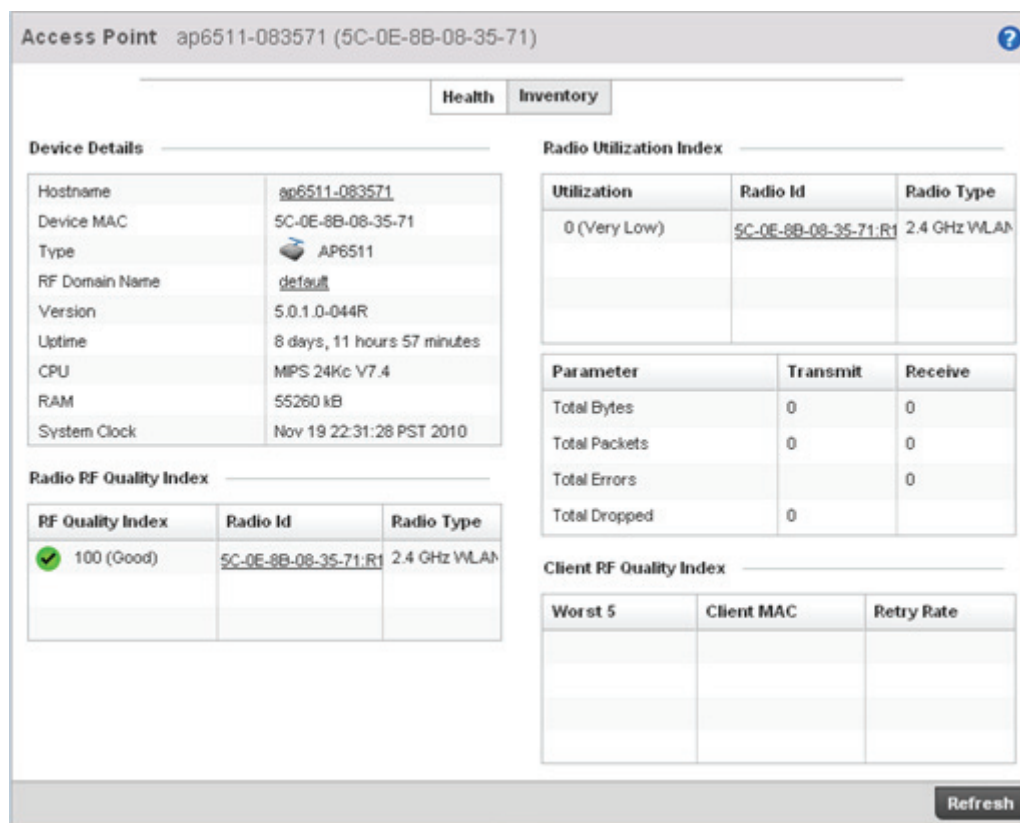 Access Point ap6511-083571 (5C-0E-8B-08-35-71)
?
Health Inventory
Device Details
Hostname ap6511-083571
Device MAC 5C-0E-8B-08-35-71
Type AP6511
RF Domain Name default
Version 5.0.1.0-044R
Uptime 8 days, 11 hours 57 minutes
CPU MIPS 24Kc V7.4
RAM 55260 kB
System Clock Nov 19 22:31:28 PST 2010
Radio RF Quality Index
RF Quality Index Radio Id Radio Type
100 (Good) 5C-0E-8B-08-35-71:R1 2.4 GHz WLAN
Radio Utilization Index
Utilization Radio Id Radio Type
0 (Very Low) 5C-0E-8B-08-35-71:R1 2.4 GHz WLAN
Parameter Transmit Receive
Total Bytes 0 0
Total Packets 0 0
Total Errors 0
Total Dropped 0
Client RF Quality Index
Worst 5 Client MAC Retry Rate
Refresh